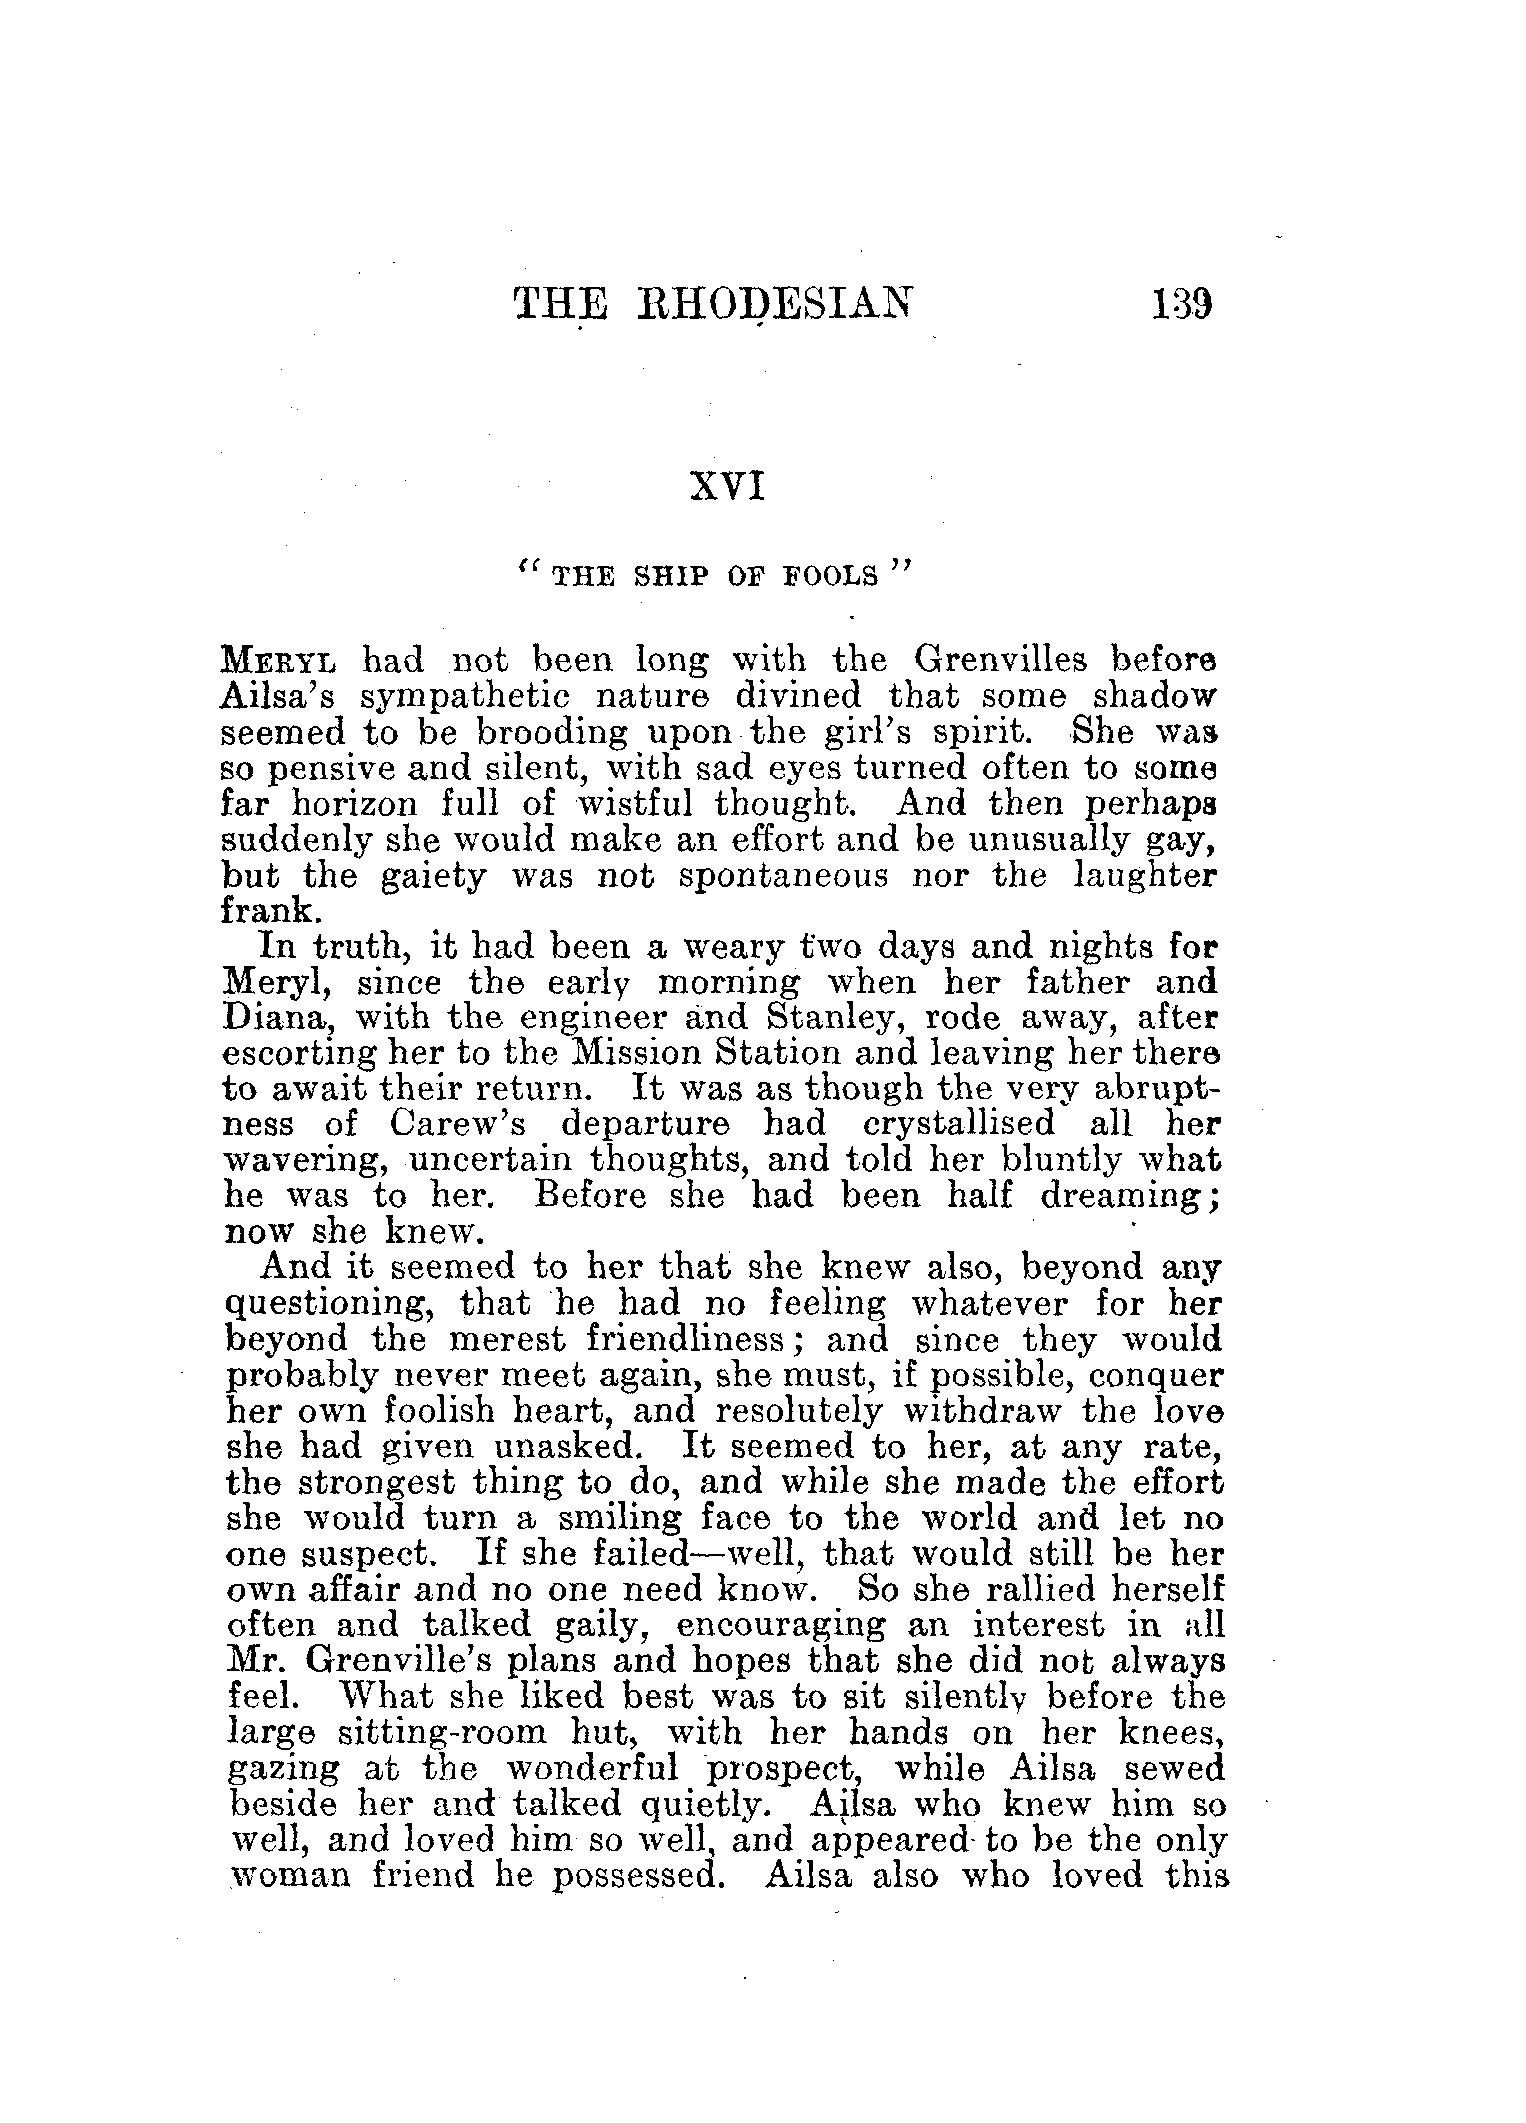 THE RHODESIAN 139
XVI
" THE SHIP OF FOOLS "
MERYL had not been long with the Grenvilles before
Ailsa's sympathetic nature divined that some shadow
seemed to be brooding upon the girl's spirit. She was
so pensive and silent, with sad eyes turned often to some
far horizon full of wistful thought. And then perhaps
suddenly she would make an effort and be unusually gay,
but the gaiety was not spontaneous nor the laughter
frank.
In truth, it had been a weary two days and nights for
Meryl, since the early morning when her father and
Diana, with the engineer and Stanley, rode away, after
escorting her to the Mission Station and leaving her there
to await their return. It was as though the very abrupt-
ness of Carew's departure had crystallised all her
wavering, uncertain thoughts, and told her bluntly what
he was to her. Before she had been half dreaming;
now she knew.
And it seemed to her that she knew also, beyond any
questioning, that he had no feeling whatever for her
beyond the merest friendliness; and since they would
probably never meet again, she must, if possible, conquer
her own foolish heart, and resolutely withdraw the love
she had given unasked. It seemed to her, at any rate,
the strongest thing to do, and while she made the effort
she would turn a smiling face to the world and let no
one suspect. If she failed—well, that would still be her
own affair and no one need know. So she rallied herself
often and talked gaily, encouraging an interest in all
Mr. Grenville's plans and hopes that she did not always
feel. What she liked best was to sit silently before the
large sitting-room hut, with her hands on her knees,
gazing at the wonderful prospect, while Ailsa sewed
beside her and talked quietly. Ailsa who knew him so
well, and loved him so well, and appeared to be the only
woman friend he possessed. Ailsa also who loved this